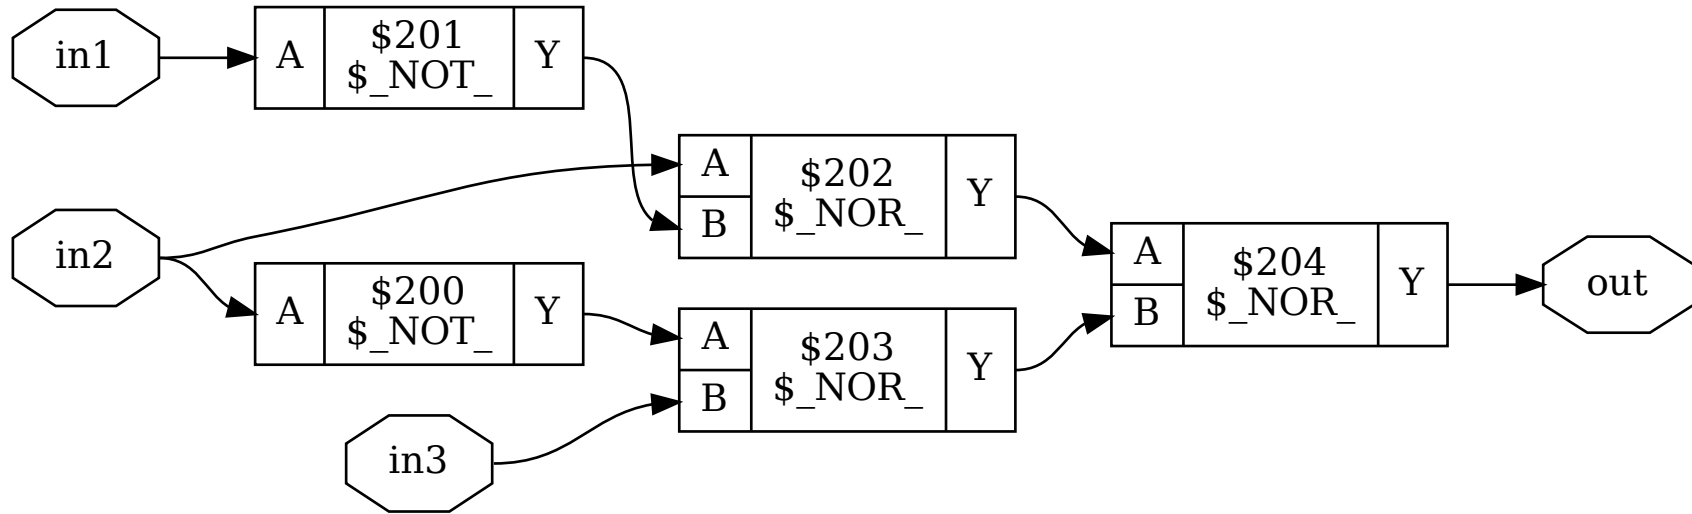 in1
A
$201
$_NOT_
Y
in2
A
$200
$_NOT_
Y
in3
A
B
$202
$_NOR_
Y
A
B
$203
$_NOR_
Y
A
B
$204
$_NOR_
Y
out